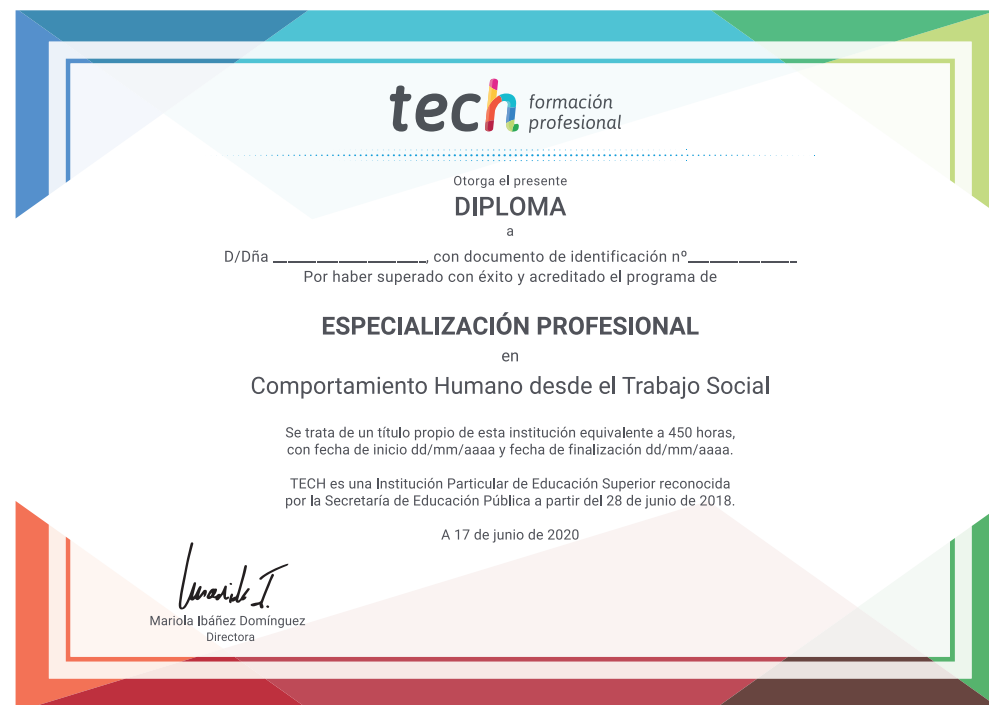 tech formación
profesional
Otorga el presente
DIPLOMA
a
D/Dña ______________, con documento de identificación nº__________
Por haber superado con éxito y acreditado el programa de
ESPECIALIZACIÓN PROFESIONAL
en
Comportamiento Humano desde el Trabajo Social
Se trata de un título propio de esta institución equivalente a 450 horas,
con fecha de inicio dd/mm/aaaa y fecha de finalización dd/mm/aaaa.
TECH es una Institución Particular de Educación Superior reconocida
por la Secretaría de Educación Pública a partir del 28 de junio de 2018.
A 17 de junio de 2020
Mariola Ibáñez Domínguez
Directora